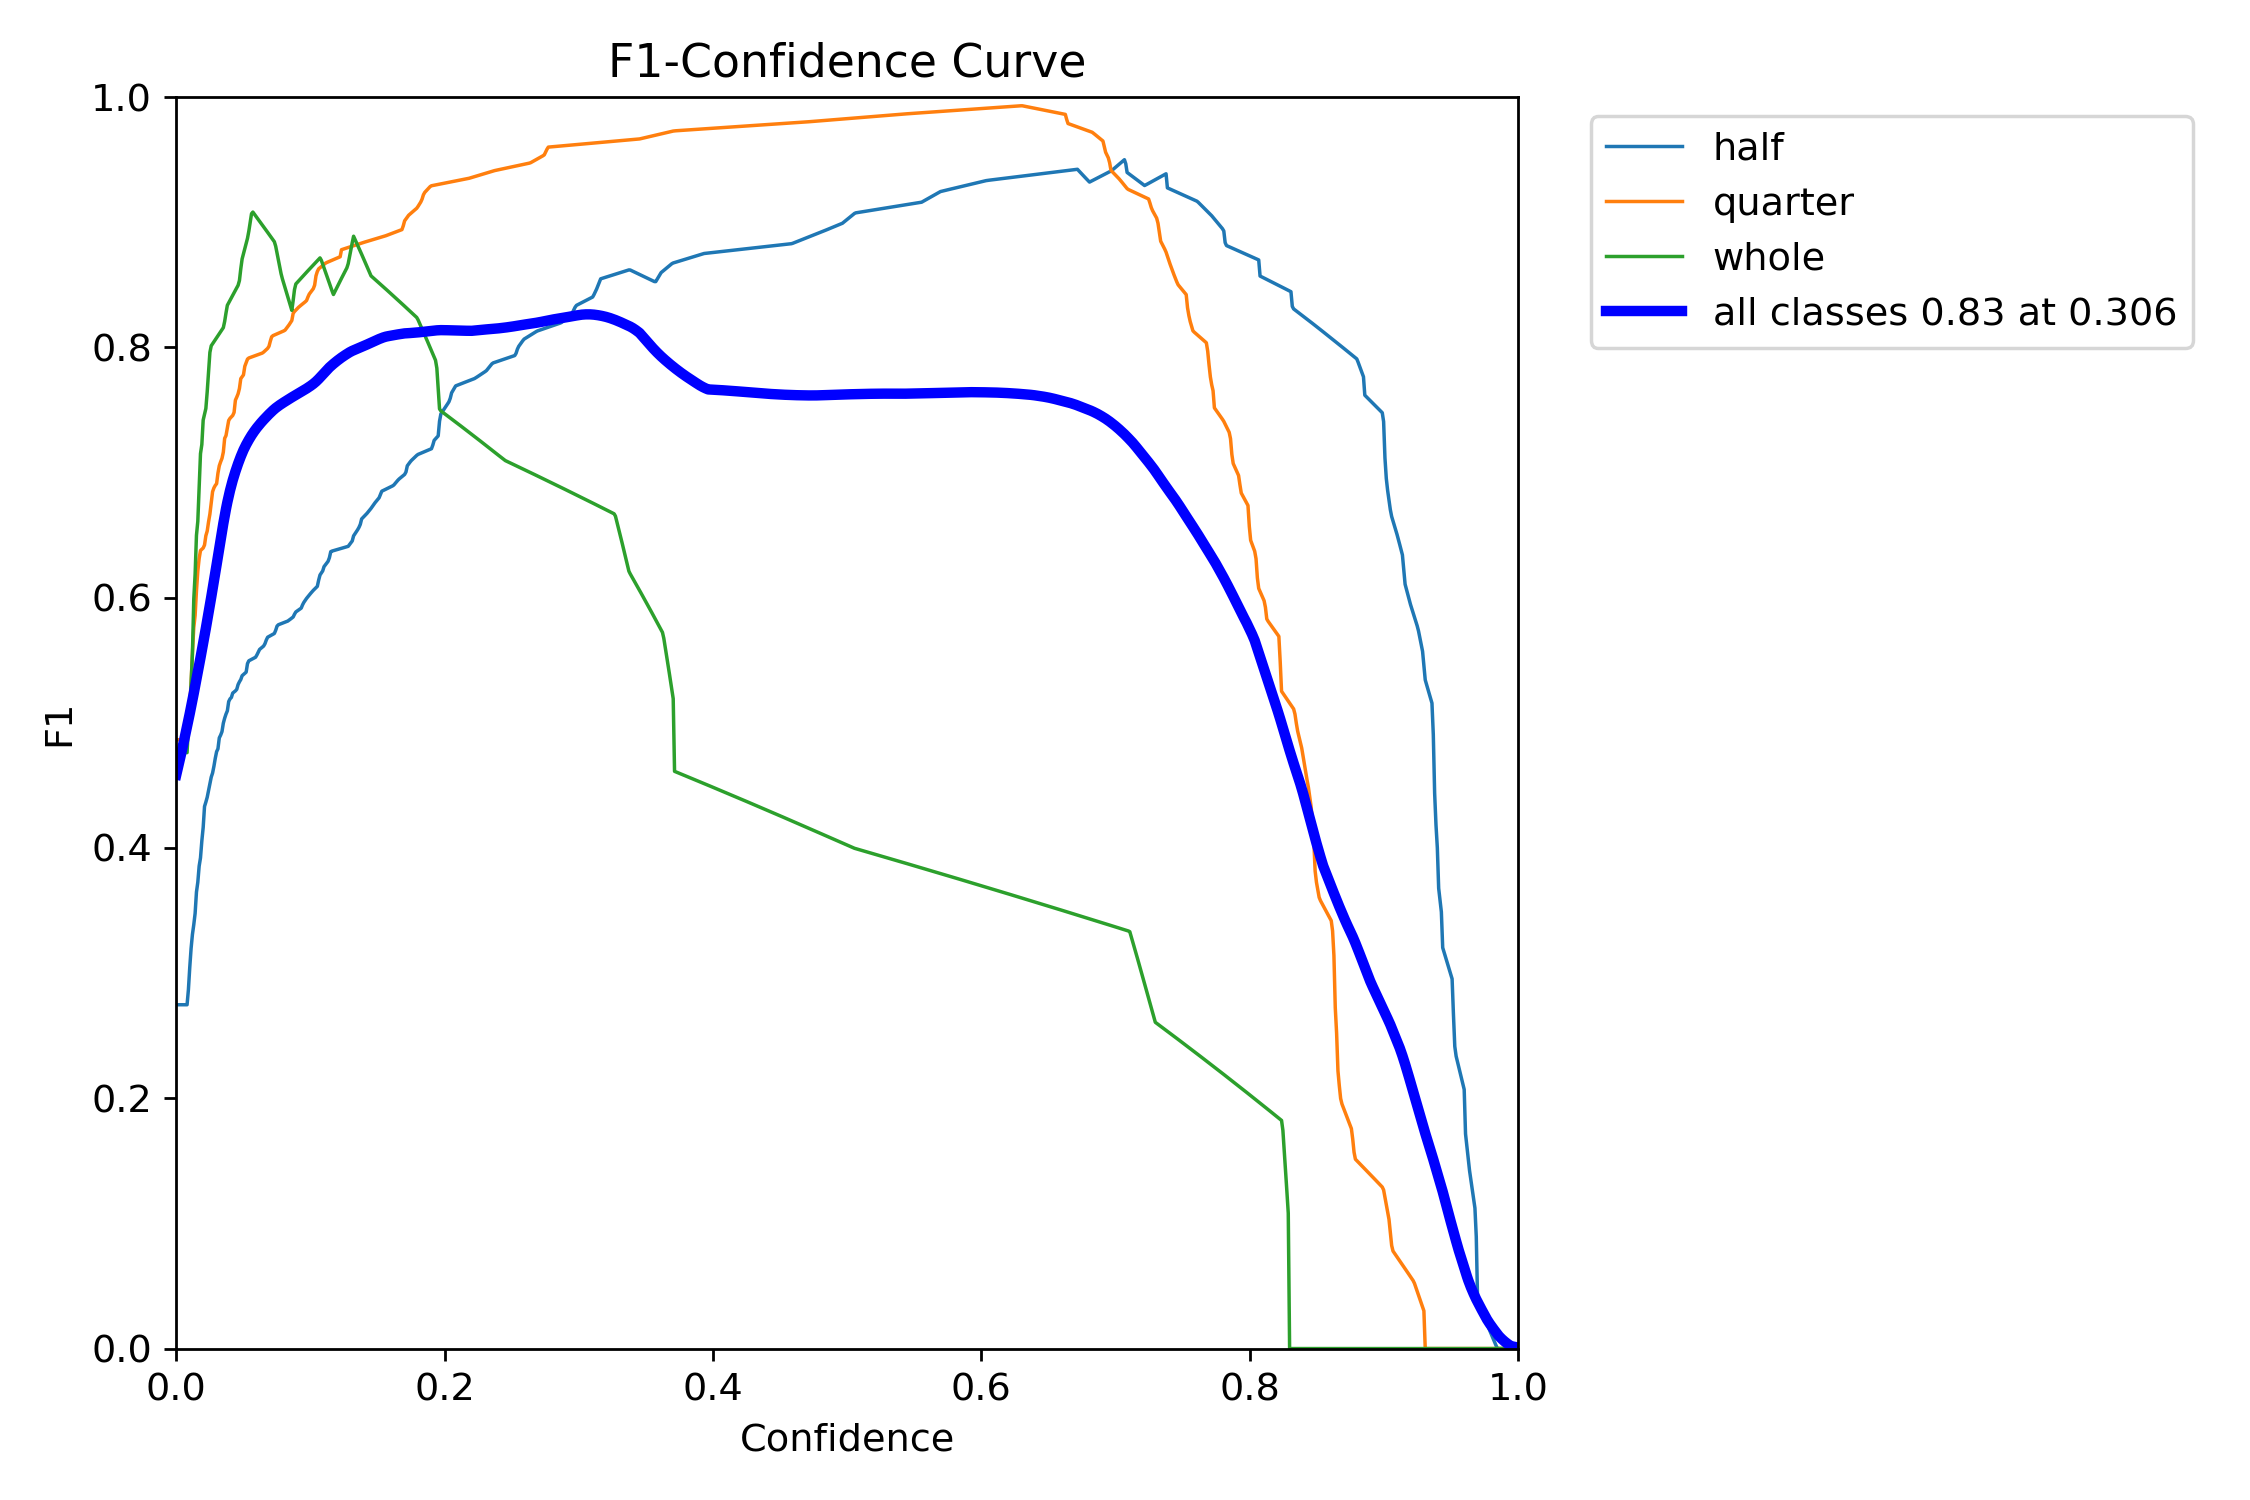 F1-Confidence Curve
1.0
0.8
0.6
0.4
0.2
0.0
F1
0.0 0.2 0.4 0.6 0.8 1.0
Confidence
half
quarter
whole
all classes 0.83 at 0.306